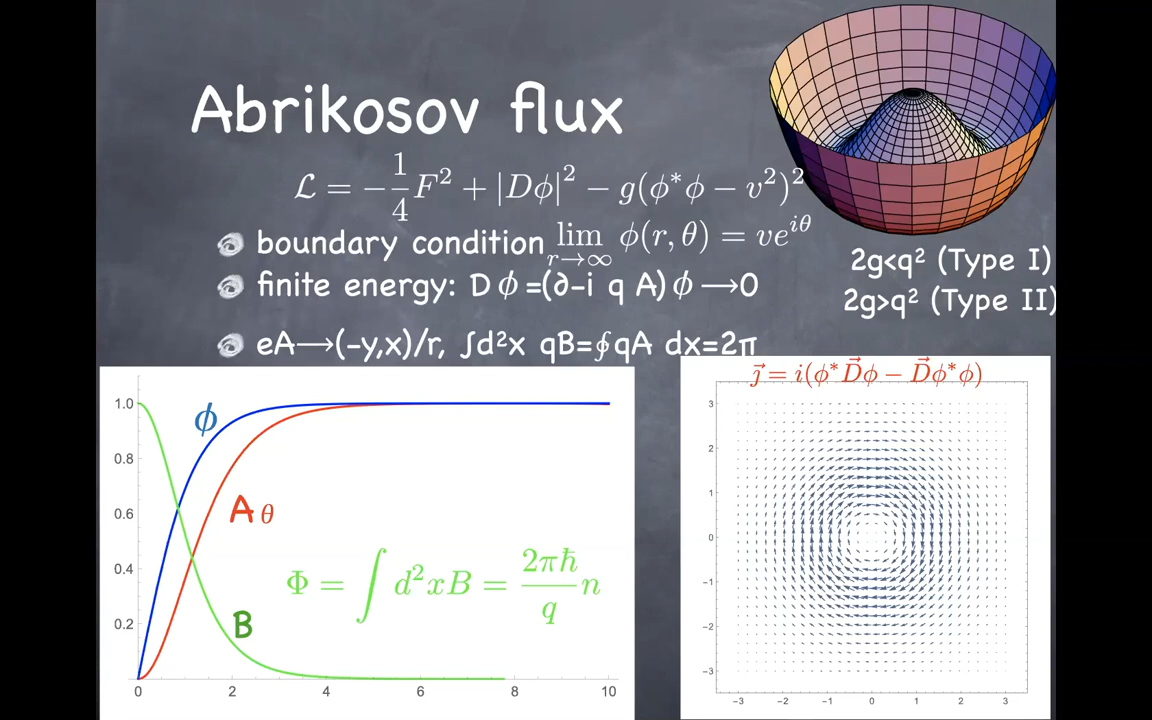 Abrikosov flux
ℒ = −1/4 F² + |Dϕ|² − g(ϕ*ϕ − v²)²
boundary condition lim r→∞ ϕ(r, θ) = ve^{iθ}
finite energy: D ϕ =(∂-i q A) ϕ ⟶0
eA⟶(-y,x)/r, ∫d²x qB=∮qA dx=2π
2g<q² (Type I)
2g>q² (Type II)
ϕ
A θ
B
Φ = ∫ d²xB = 2πℏ/q n
1.0
0.8
0.6
0.4
0.2
0 2 4 6 8 10
ȷ⃗ = i(ϕ*D⃗ϕ − D⃗ϕ*ϕ)
3
2
1
0
−1
−2
−3
−3 −2 −1 0 1 2 3